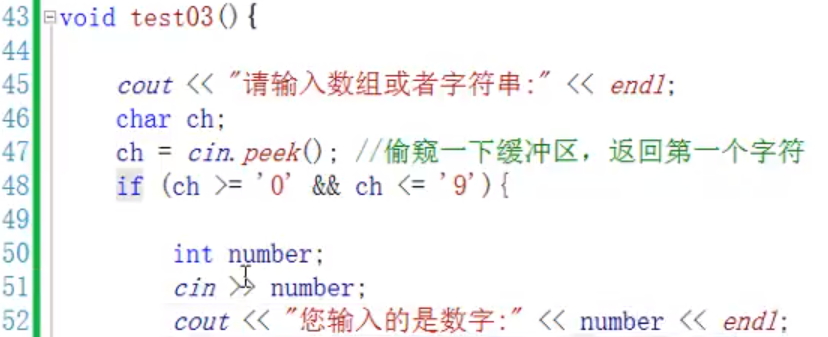 43 void test03(){
44
45 cout << "请输入数组或者字符串:" << endl;
46 char ch;
47 ch = cin.peek(); //偷窥一下缓冲区，返回第一个字符
48 if (ch >= '0' && ch <= '9'){
49
50 int number;
51 cin >> number;
52 cout << "您输入的是数字:" << number << endl;